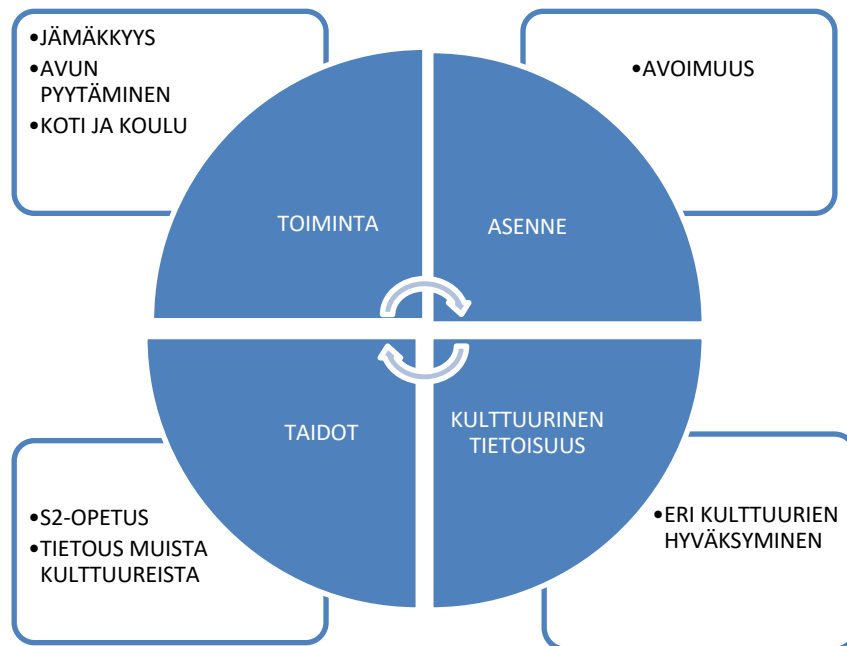 •JÄMÄKKYYS
•AVUN
PYYTÄMINEN
•KOTI JA KOULU
•AVOIMUUS
TOIMINTA
ASENNE
TAIDOT
KULTTUURINEN
TIETOISUUS
•S2-OPETUS
•TIETOUS MUISTA
KULTTUUREISTA
•ERI KULTTUURIEN
HYVÄKSYMINEN